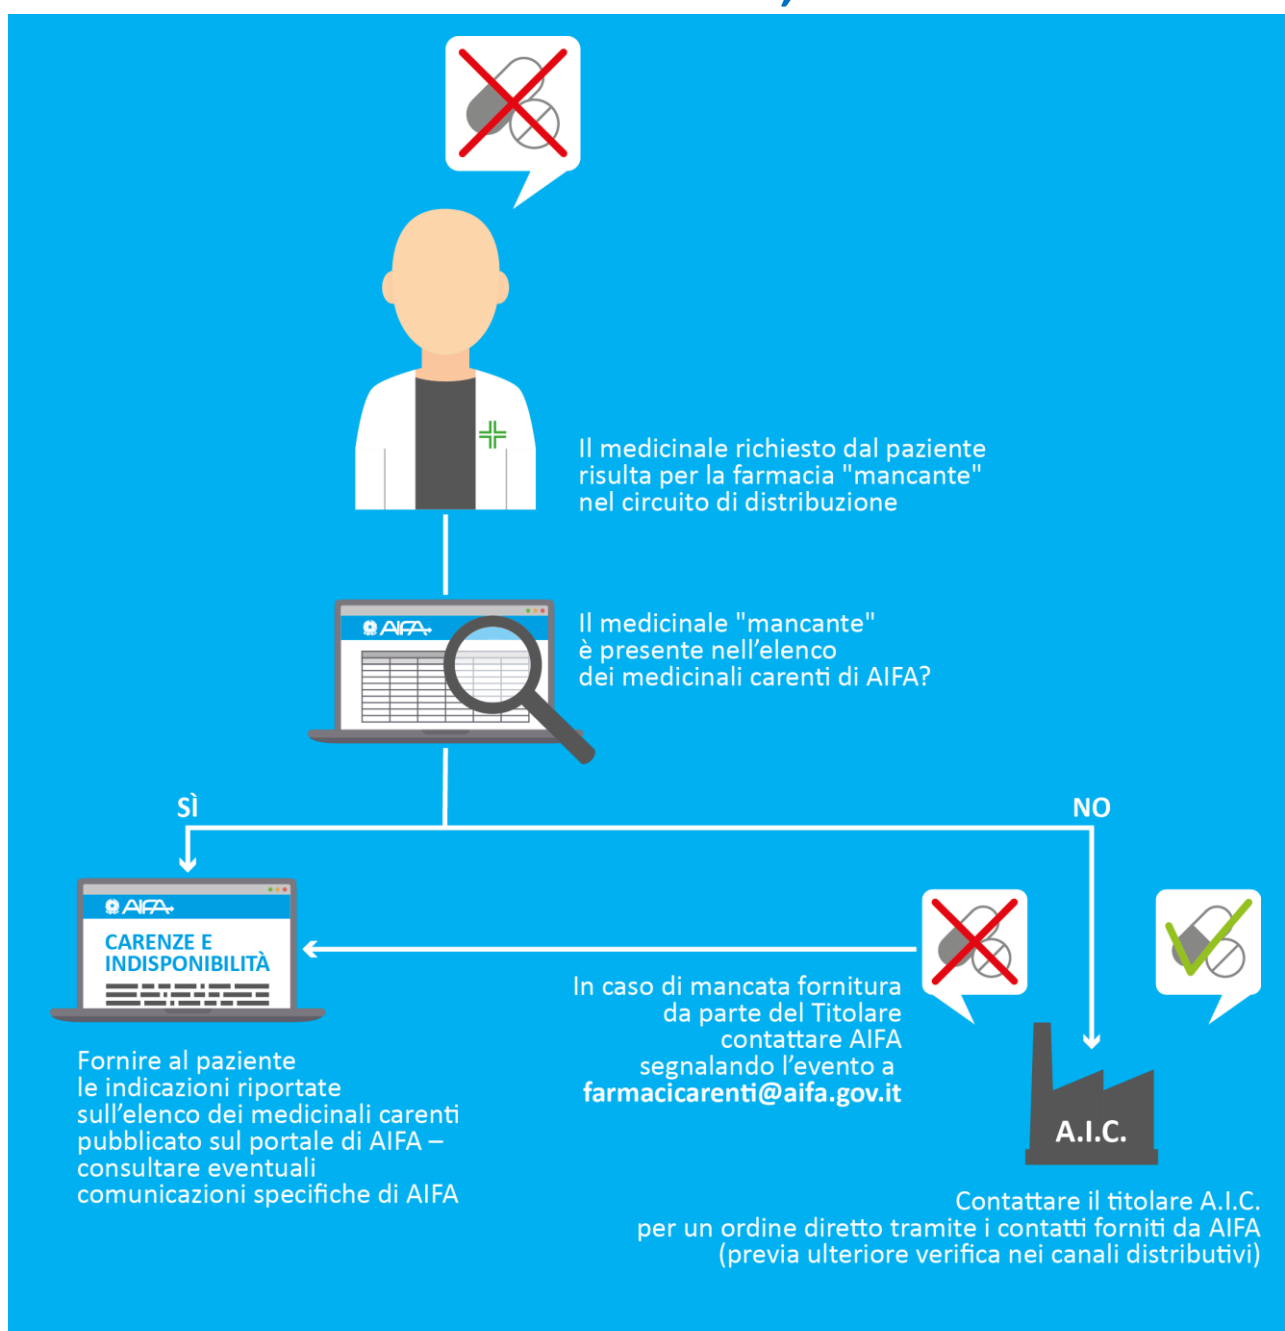 Il medicinale richiesto dal paziente
risulta per la farmacia "mancante"
nel circuito di distribuzione
AIFA
Il medicinale "mancante"
è presente nell’elenco
dei medicinali carenti di AIFA?
SÌ
NO
AIFA
CARENZE E
INDISPONIBILITÀ
In caso di mancata fornitura
da parte del Titolare
contattare AIFA
segnalando l’evento a
farmacicarenti@aifa.gov.it
Fornire al paziente
le indicazioni riportate
sull’elenco dei medicinali carenti
pubblicato sul portale di AIFA –
consultare eventuali
comunicazioni specifiche di AIFA
A.I.C.
Contattare il titolare A.I.C.
per un ordine diretto tramite i contatti forniti da AIFA
(previa ulteriore verifica nei canali distributivi)